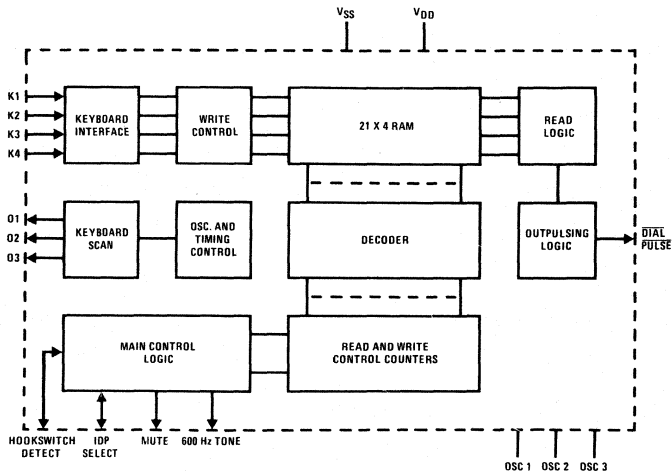 VSS VDD
K1
K2
K3
K4
KEYBOARD
INTERFACE
WRITE
CONTROL
21 X 4 RAM
READ
LOGIC
O1
O2
O3
KEYBOARD
SCAN
OSC. AND
TIMING
CONTROL
DECODER
OUTPULSING
LOGIC
DIAL
PULSE
MAIN CONTROL
LOGIC
READ AND WRITE
CONTROL COUNTERS
HOOKSWITCH
DETECT
IDP
SELECT
MUTE
600 Hz TONE
OSC 1 OSC 2 OSC 3